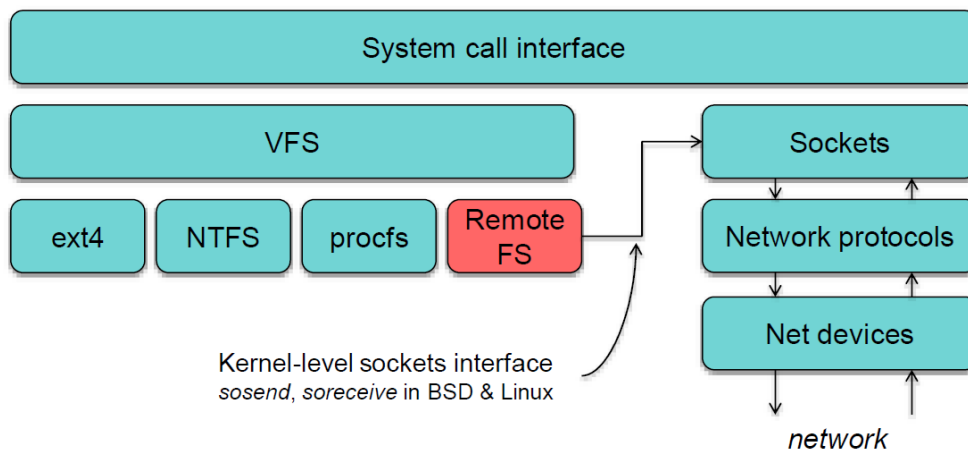 System call interface
VFS
Sockets
ext4
NTFS
procfs
Remote
FS
Network protocols
Net devices
Kernel-level sockets interface
sosend, soreceive in BSD & Linux
network